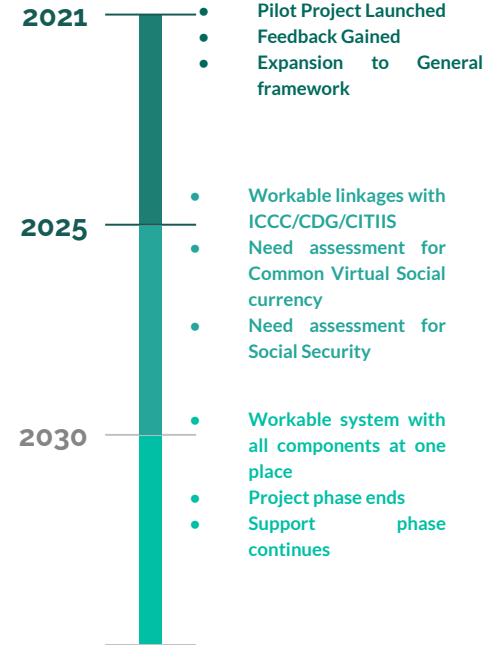 2021
• Pilot Project Launched
• Feedback Gained
• Expansion to General
framework
2025
• Workable linkages with
ICCC/CDG/CITIIS
• Need assessment for
Common Virtual Social
currency
• Need assessment for
Social Security
2030
• Workable system with
all components at one
place
• Project phase ends
• Support phase
continues